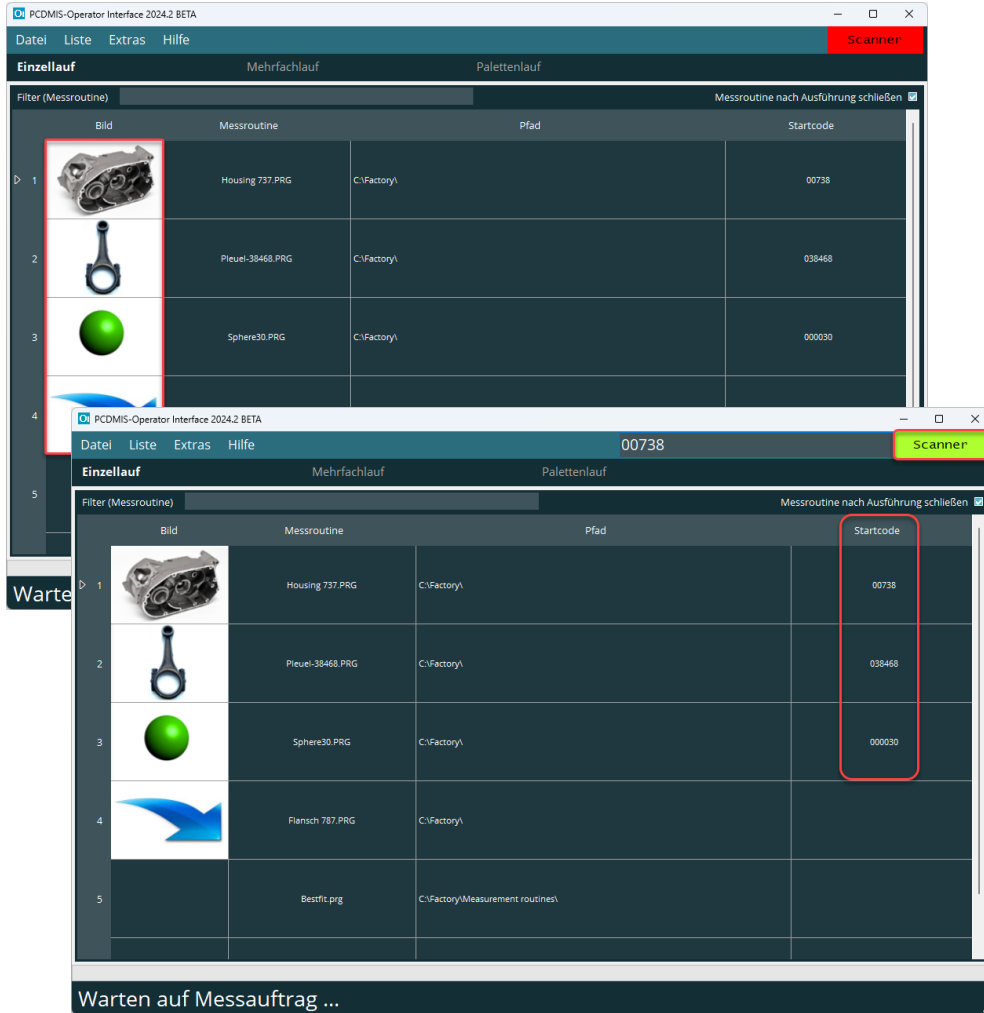 PCDMIS-Operator Interface 2024.2 BETA
Datei Liste Extras Hilfe Scanner
Einzellauf Mehrfachlauf Palettenlauf
Filter (Messroutine) Messroutine nach Ausführung schließen
Bild Messroutine Pfad Startcode
1 Housing 737.PRG C:\Factory\ 00738
2 Pleuel-38468.PRG C:\Factory\ 038468
3 Sphere30.PRG C:\Factory\ 000030
4
5
Warte
PCDMIS-Operator Interface 2024.2 BETA
Datei Liste Extras Hilfe 00738 Scanner
Einzellauf Mehrfachlauf Palettenlauf
Filter (Messroutine) Messroutine nach Ausführung schließen
Bild Messroutine Pfad Startcode
1 Housing 737.PRG C:\Factory\ 00738
2 Pleuel-38468.PRG C:\Factory\ 038468
3 Sphere30.PRG C:\Factory\ 000030
4 Flansch 787.PRG C:\Factory\
5 Bestfit.prg C:\Factory\Measurement routines\
Warten auf Messauftrag ...